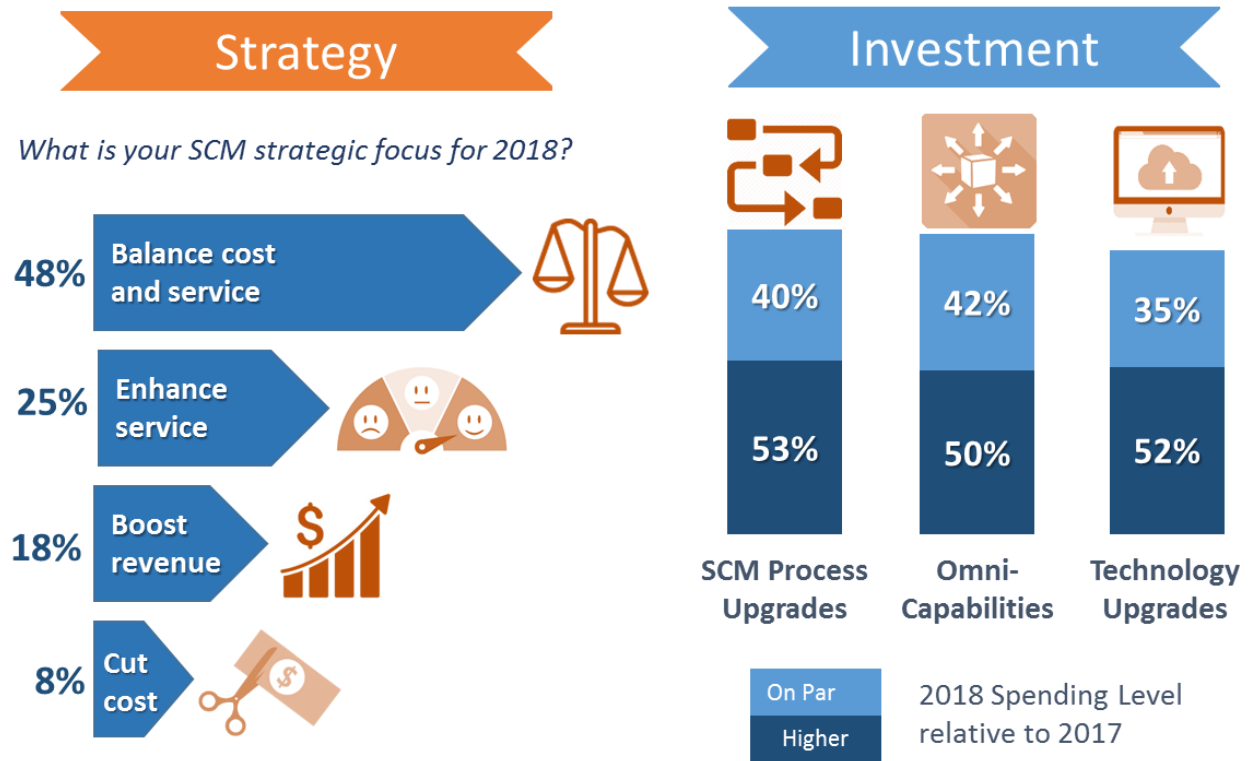 Strategy
What is your SCM strategic focus for 2018?
48%
Balance cost
and service
25%
Enhance
service
18%
Boost
revenue
$
8%
Cut
cost
$
Investment
40%
42%
35%
53%
50%
52%
SCM Process
Upgrades
Omni-
Capabilities
Technology
Upgrades
On Par
Higher
2018 Spending Level
relative to 2017